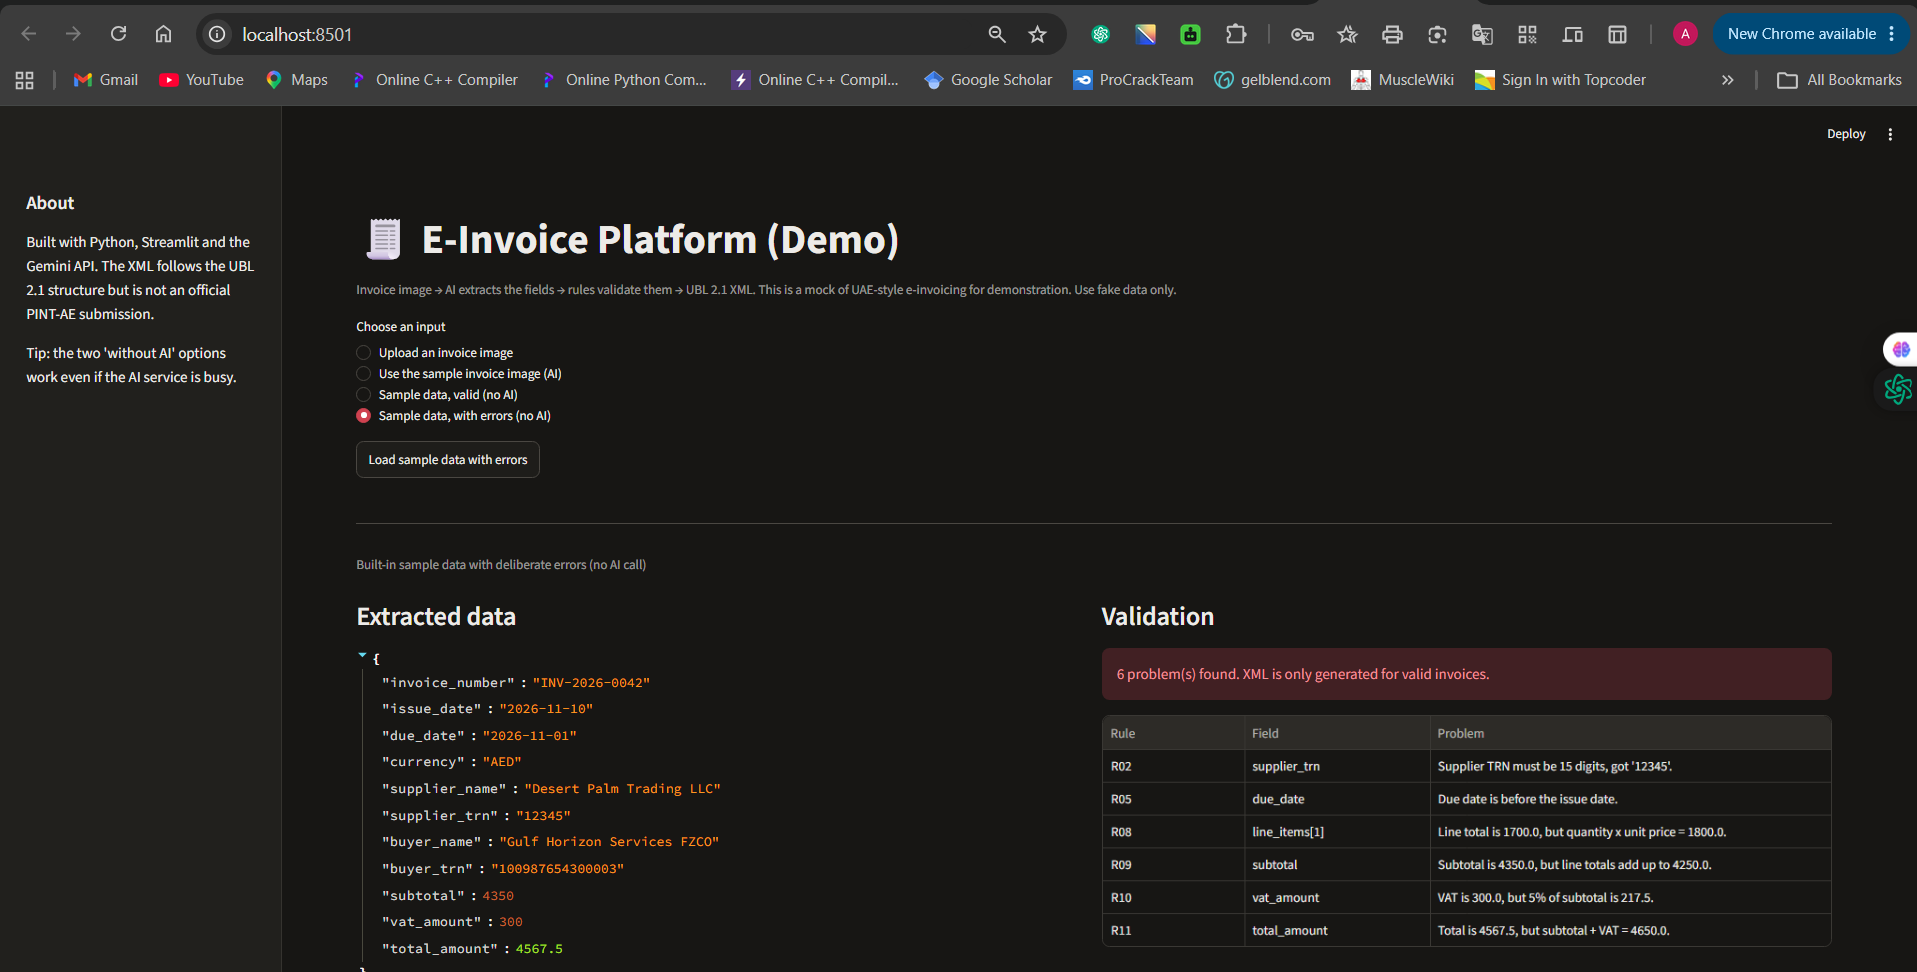 localhost:8501
New Chrome available
A
Gmail
YouTube
Maps
Online C++ Compiler
Online Python Com...
Online C++ Compil...
Google Scholar
ProCrackTeam
gelblend.com
MuscleWiki
Sign In with Topcoder
»
All Bookmarks
Deploy
About
Built with Python, Streamlit and the
Gemini API. The XML follows the UBL
2.1 structure but is not an official
PINT-AE submission.
Tip: the two 'without AI' options
work even if the AI service is busy.
E-Invoice Platform (Demo)
Invoice image → AI extracts the fields → rules validate them → UBL 2.1 XML. This is a mock of UAE-style e-invoicing for demonstration. Use fake data only.
Choose an input
Upload an invoice image
Use the sample invoice image (AI)
Sample data, valid (no AI)
Sample data, with errors (no AI)
Load sample data with errors
Built-in sample data with deliberate errors (no AI call)
Extracted data
{
"invoice_number" : "INV-2026-0042"
"issue_date" : "2026-11-10"
"due_date" : "2026-11-01"
"currency" : "AED"
"supplier_name" : "Desert Palm Trading LLC"
"supplier_trn" : "12345"
"buyer_name" : "Gulf Horizon Services FZCO"
"buyer_trn" : "100987654300003"
"subtotal" : 4350
"vat_amount" : 300
"total_amount" : 4567.5
}
Validation
6 problem(s) found. XML is only generated for valid invoices.
Rule Field Problem
R02 supplier_trn Supplier TRN must be 15 digits, got '12345'.
R05 due_date Due date is before the issue date.
R08 line_items[1] Line total is 1700.0, but quantity x unit price = 1800.0.
R09 subtotal Subtotal is 4350.0, but line totals add up to 4250.0.
R10 vat_amount VAT is 300.0, but 5% of subtotal is 217.5.
R11 total_amount Total is 4567.5, but subtotal + VAT = 4650.0.